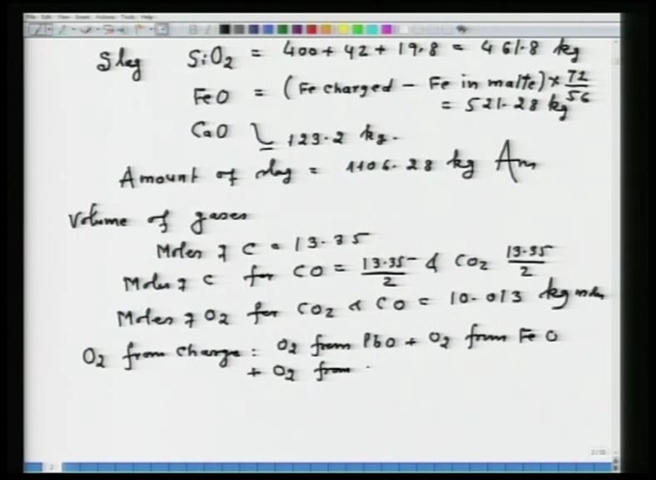 Slag SiO2 = 400 + 42 + 19.8 = 461.8 kg
FeO = (Fe charged - Fe in matte) × 72/56
= 521.28 kg
CaO 123.2 kg.
Amount of slag = 1106.28 kg Ans
Volume of gases
Moles of C = 13.35
Moles of C for CO = 13.35/2 & CO2 13.35/2
Moles of O2 for CO2 & CO = 10.013 kg moles
O2 from charge: O2 from PbO + O2 from FeO
+ O2 from